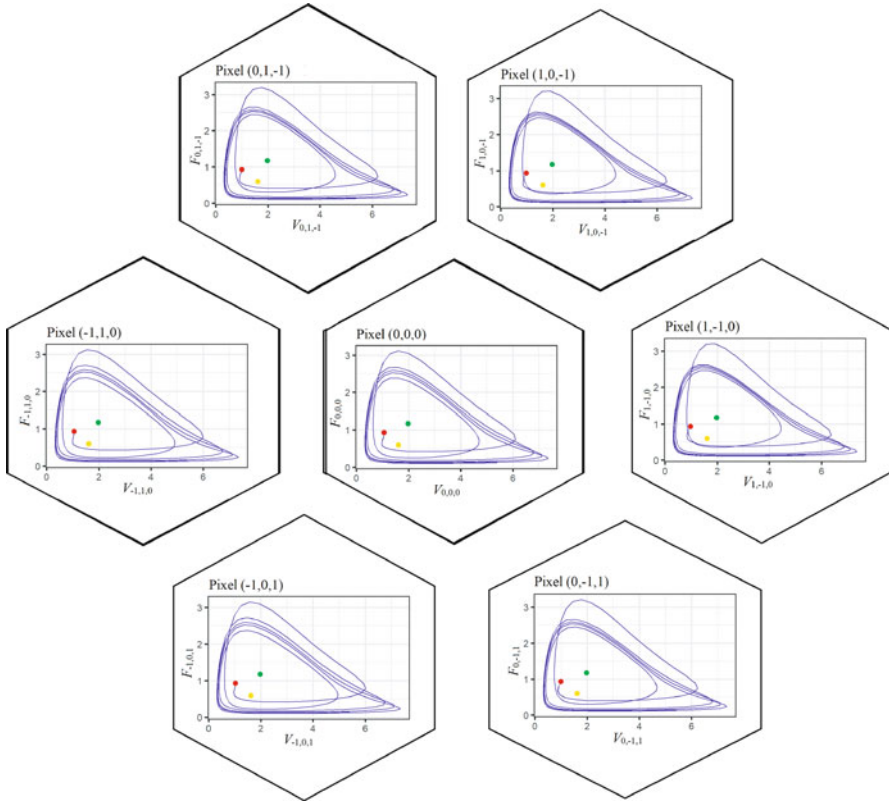 Pixel (0,1,-1)
3
2
1
0
F0,1,-1
0
2
4
6
V0,1,-1
Pixel (1,0,-1)
3
2
1
0
F1,0,-1
0
2
4
6
V1,0,-1
Pixel (-1,1,0)
3
2
1
0
F-1,1,0
0
2
4
6
V-1,1,0
Pixel (0,0,0)
3
2
1
0
F0,0,0
0
2
4
6
V0,0,0
Pixel (1,-1,0)
3
2
1
0
F1,-1,0
0
2
4
6
V1,-1,0
Pixel (-1,0,1)
3
2
1
0
F-1,0,1
0
2
4
6
V-1,0,1
Pixel (0,-1,1)
3
2
1
0
F0,-1,1
0
2
4
6
V0,-1,1